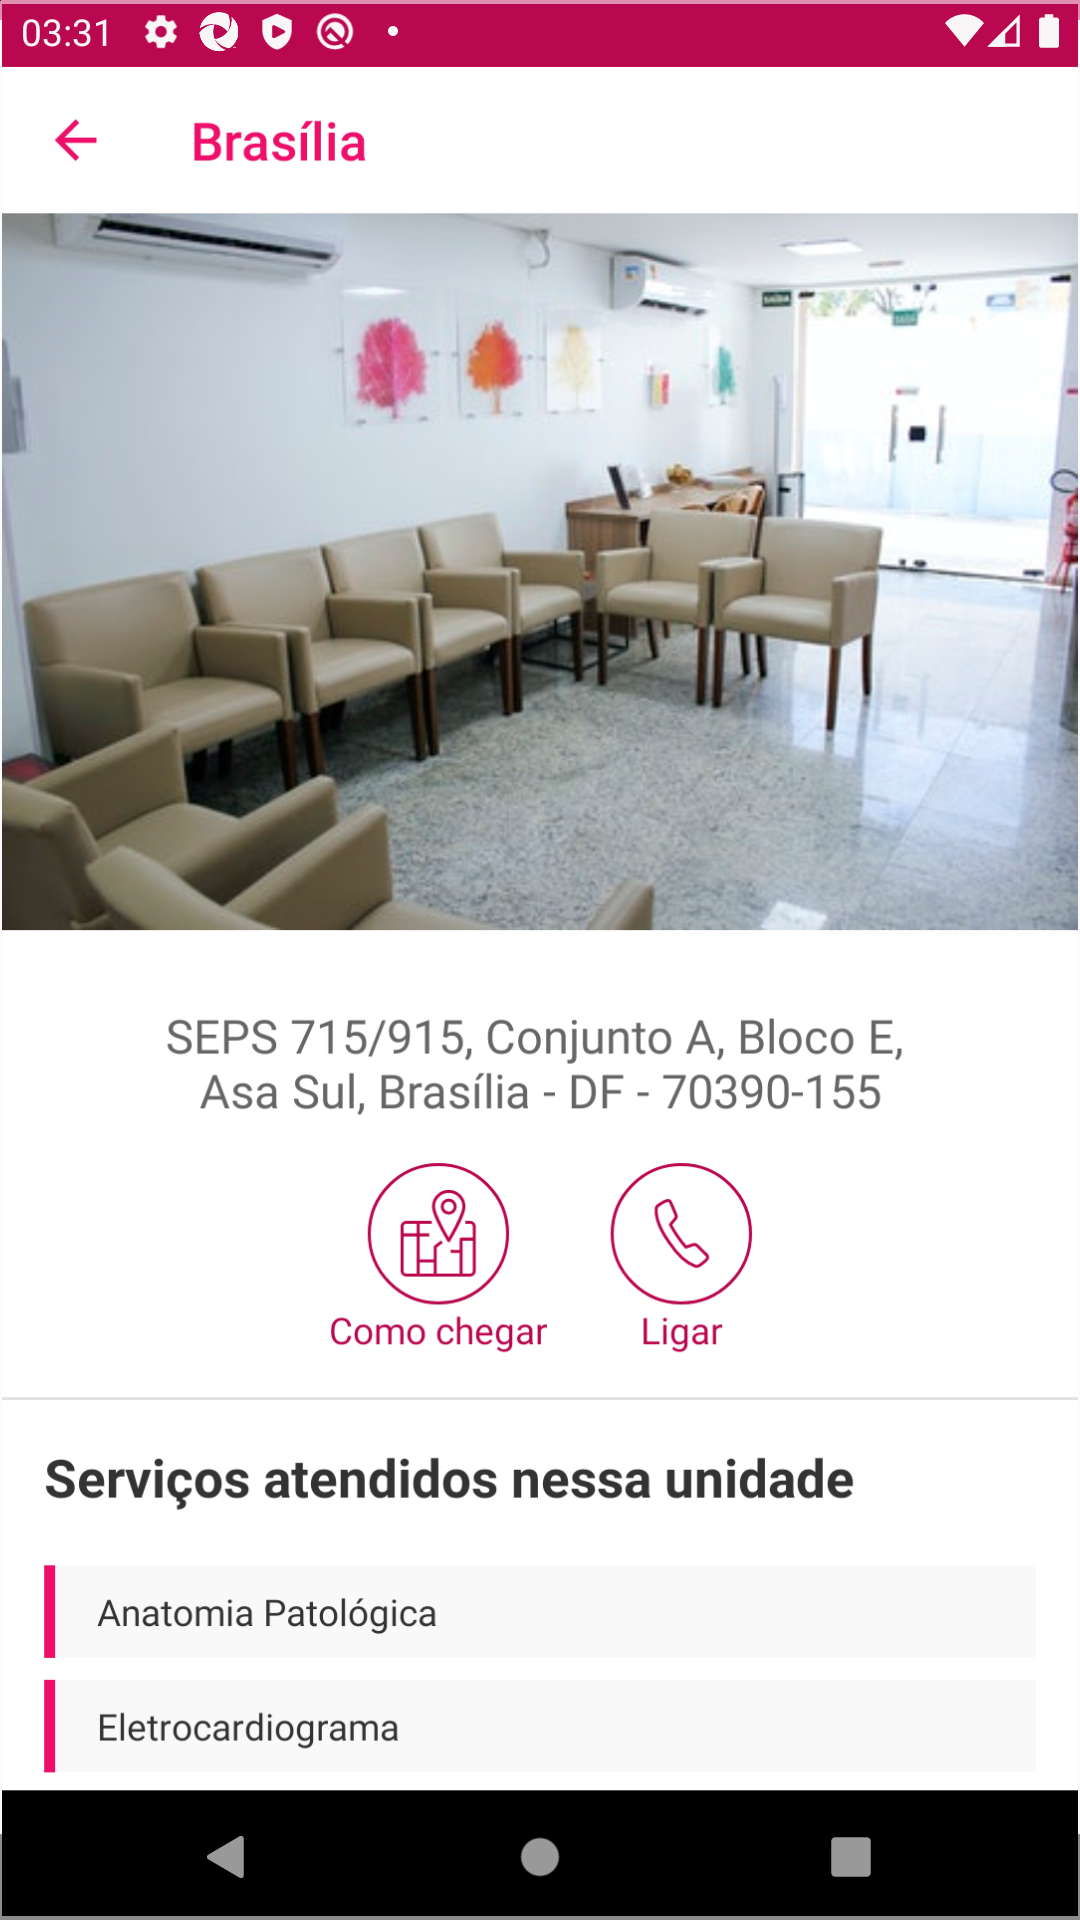 03:31
Brasília
SEPS 715/915, Conjunto A, Bloco E,
Asa Sul, Brasília - DF - 70390-155
Como chegar
Ligar
Serviços atendidos nessa unidade
Anatomia Patológica
Eletrocardiograma